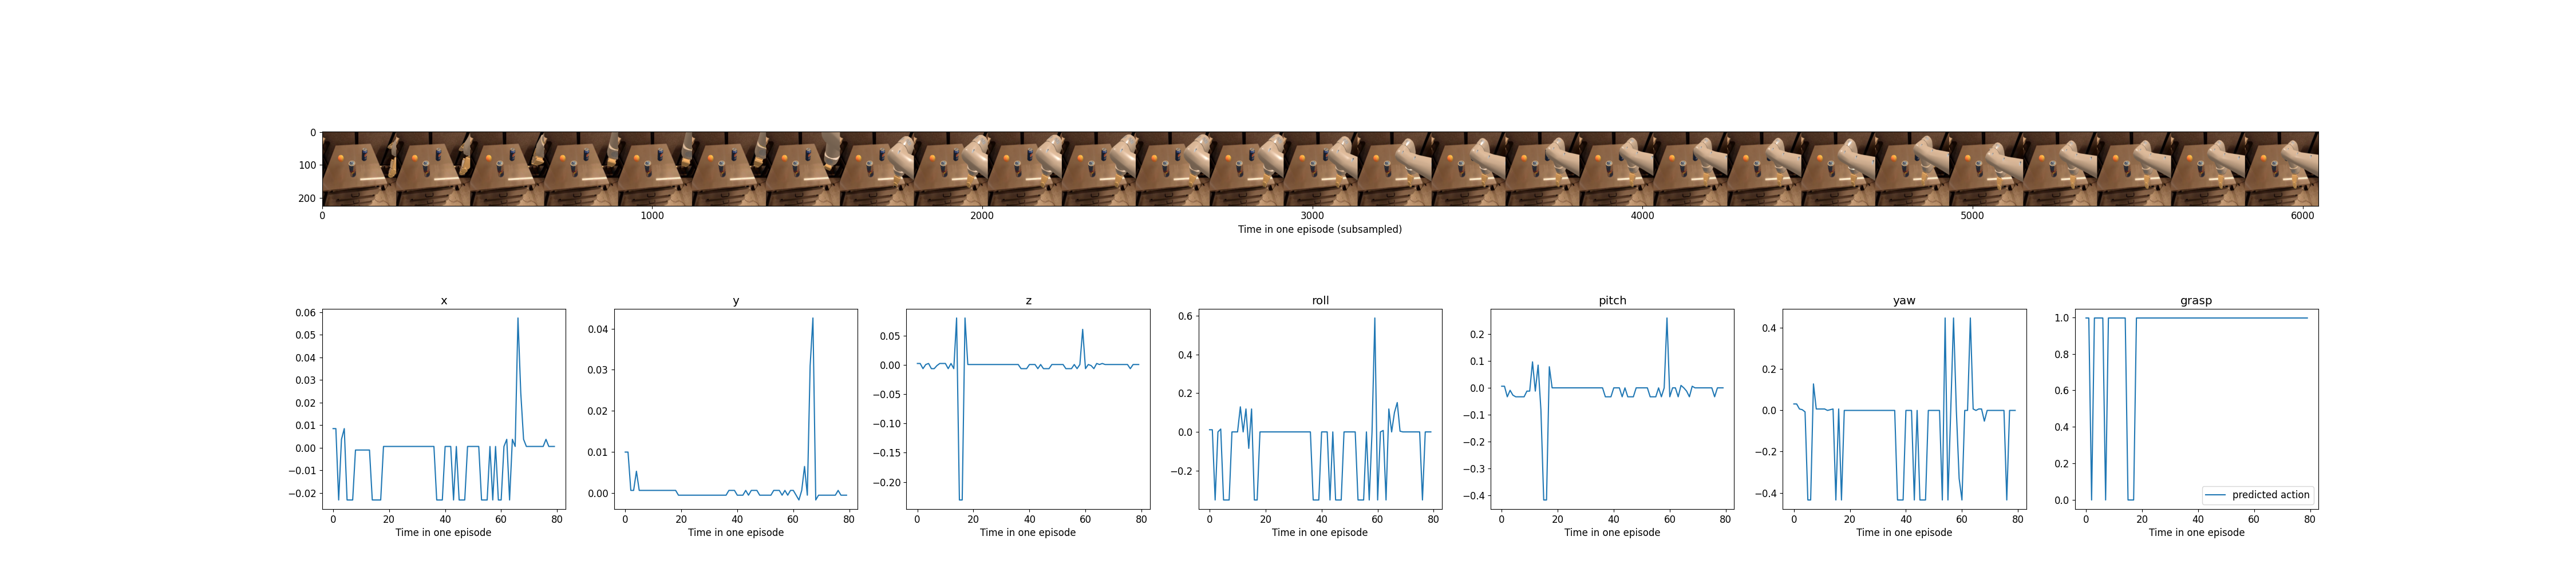 0
100
200
0 1000 2000 3000 4000 5000 6000
Time in one episode (subsampled)
x
0.06
0.05
0.04
0.03
0.02
0.01
0.00
−0.01
−0.02
0 20 40 60 80
Time in one episode
y
0.04
0.03
0.02
0.01
0.00
0 20 40 60 80
Time in one episode
z
0.05
0.00
−0.05
−0.10
−0.15
−0.20
0 20 40 60 80
Time in one episode
roll
0.6
0.4
0.2
0.0
−0.2
0 20 40 60 80
Time in one episode
pitch
0.2
0.1
0.0
−0.1
−0.2
−0.3
−0.4
0 20 40 60 80
Time in one episode
yaw
0.4
0.2
0.0
−0.2
−0.4
0 20 40 60 80
Time in one episode
grasp
1.0
0.8
0.6
0.4
0.2
0.0
predicted action
0 20 40 60 80
Time in one episode